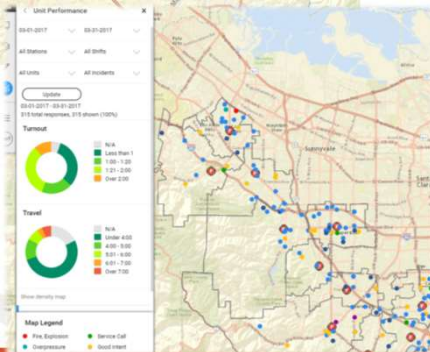 Unit Performance
03-01-2017 03-31-2017
All Stations All Shifts
All Units All Incidents
Update
03-01-2017 - 03-31-2017
315 total responses, 315 shown (100%)
Turnout
N/A
Less than 1
1:00 - 1:20
1:21 - 2:00
Over 2:00
Travel
N/A
Under 4:00
4:00 - 5:00
5:01 - 6:00
6:01 - 7:00
Over 7:00
Show density map
Map Legend
Fire, Explosion Service Call
Overpressure Good Intent
Sunnyvale
Santa